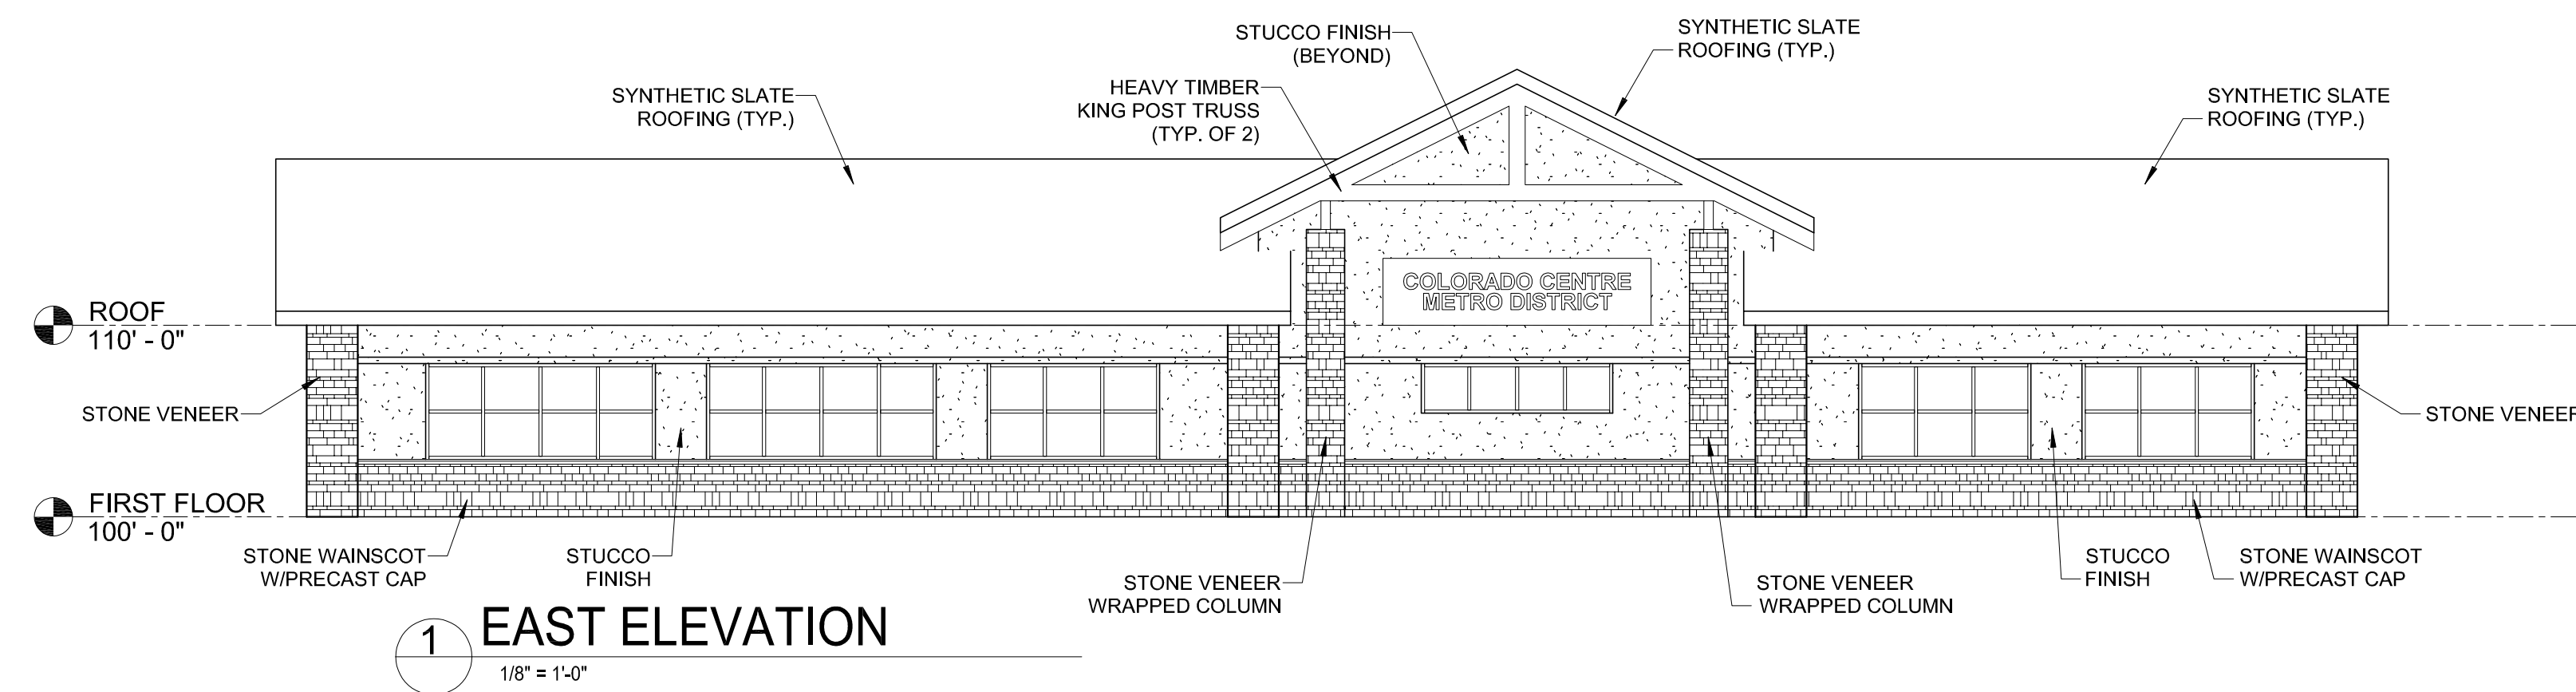 STUCCO FINISH
(BEYOND)
SYNTHETIC SLATE
ROOFING (TYP.)
HEAVY TIMBER
KING POST TRUSS
(TYP. OF 2)
SYNTHETIC SLATE
ROOFING (TYP.)
SYNTHETIC SLATE
ROOFING (TYP.)
COLORADO CENTRE
METRO DISTRICT
ROOF
110' - 0"
STONE VENEER
STONE VENEER
FIRST FLOOR
100' - 0"
STONE WAINSCOT
W/PRECAST CAP
STUCCO
FINISH
STONE VENEER
WRAPPED COLUMN
STONE VENEER
WRAPPED COLUMN
STUCCO
FINISH
STONE WAINSCOT
W/PRECAST CAP
1 EAST ELEVATION
1/8" = 1'-0"